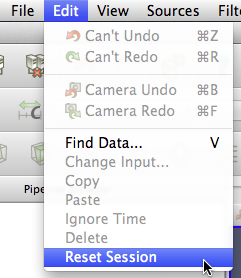 File Edit View Sources Filte
Can't Undo ⌘Z
Can't Redo ⌘R
Camera Undo ⌘B
Camera Redo ⌘F
Find Data... V
Change Input...
Copy
Paste
Ignore Time
Delete
Reset Session
Pipe